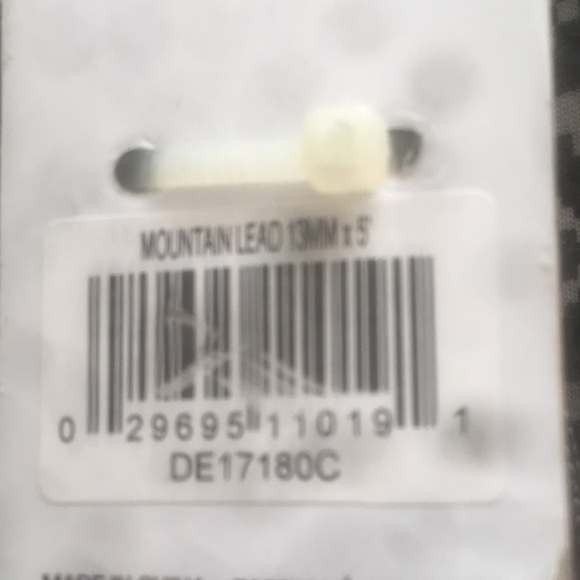 MOUNTAIN LEAD 13MM x 5'
0 29695 11019 1
DE17180C